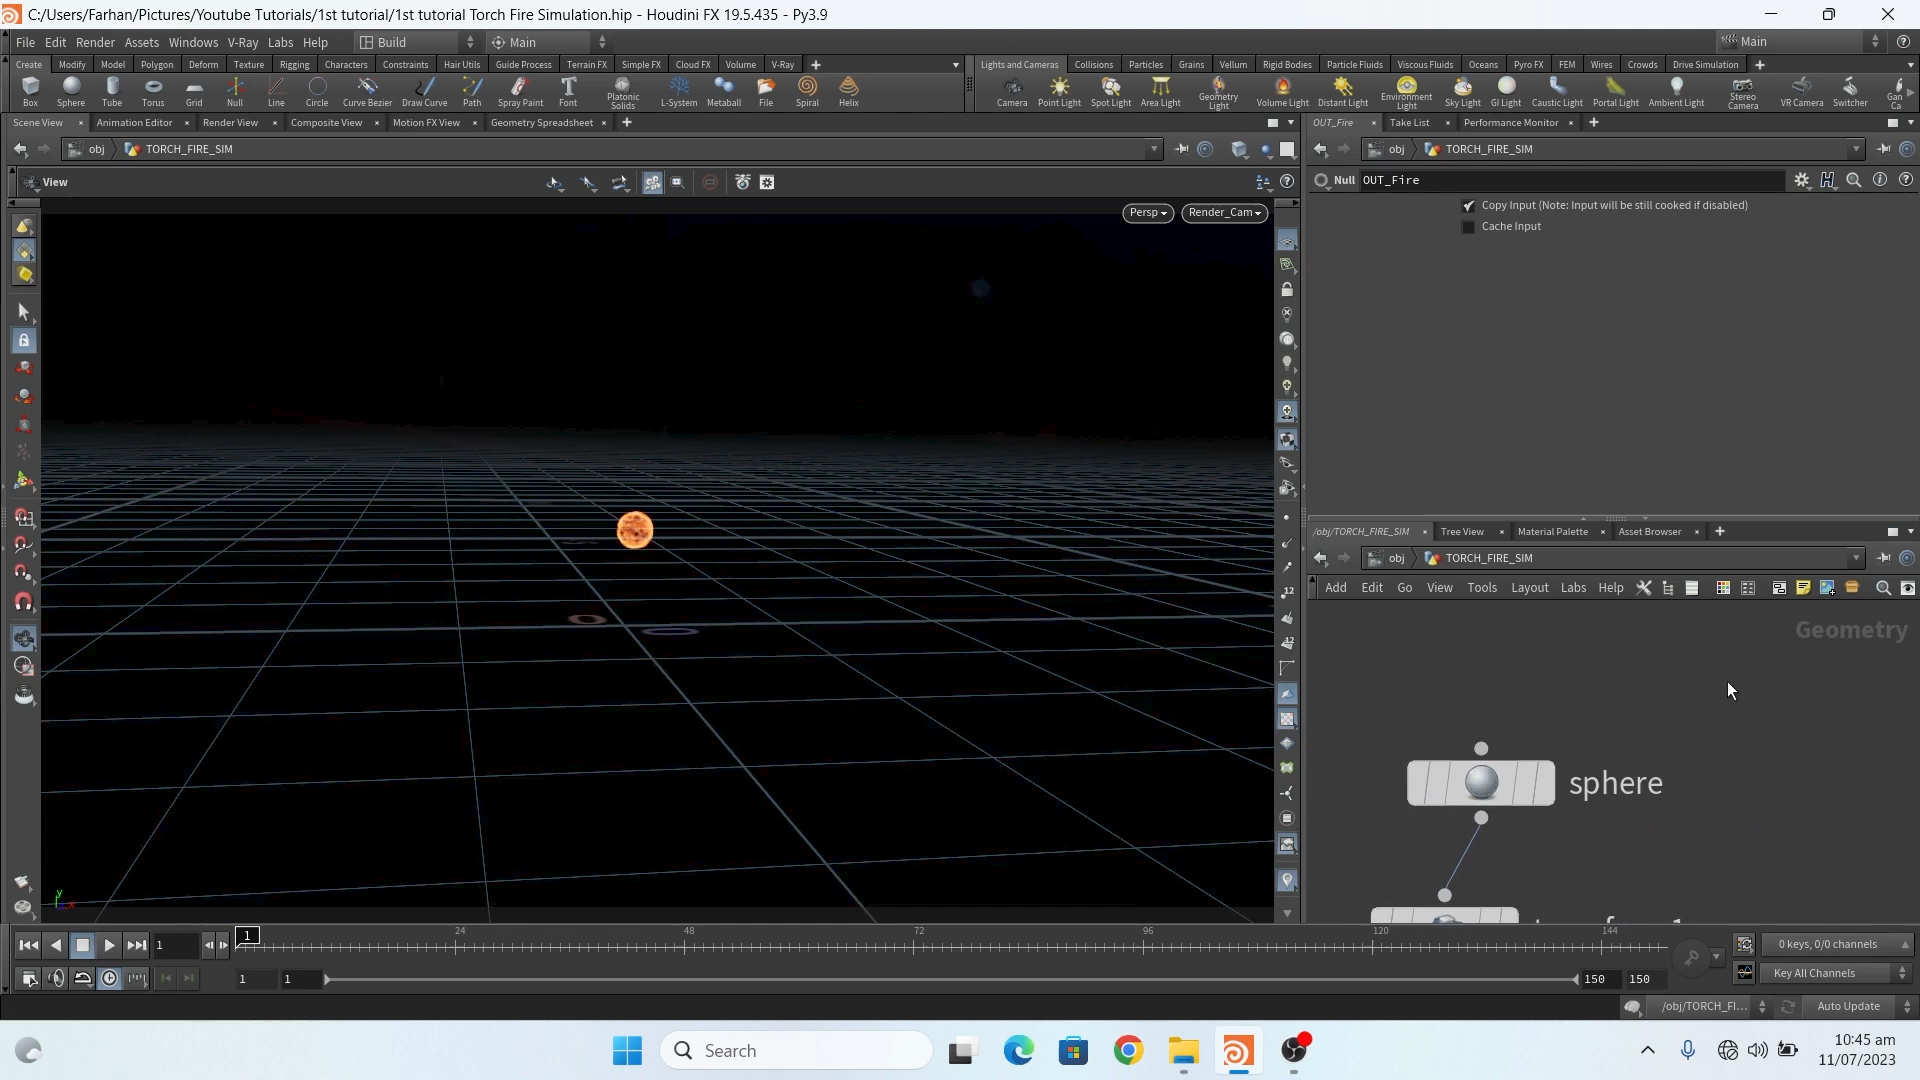 C:/Users/Farhan/Pictures/Youtube Tutorials/1st tutorial/1st tutorial Torch Fire Simulation.hip - Houdini FX 19.5.435 - Py3.9
File Edit Render Assets Windows V-Ray Labs Help Build Main Main
Create Modify Model Polygon Deform Texture Rigging Characters Constraints Hair Utils Guide Process Terrain FX Simple FX Cloud FX Volume V-Ray
Lights and Cameras Collisions Particles Grains Vellum Rigid Bodies Particle Fluids Viscous Fluids Oceans Pyro FX FEM Wires Crowds Drive Simulation
Box Sphere Tube Torus Grid Null Line Circle Curve Bezier Draw Curve Path Spray Paint Font Platonic Solids L-System Metaball File Spiral Helix
Camera Point Light Spot Light Area Light Geometry Light Volume Light Distant Light Environment Light Sky Light GI Light Caustic Light Portal Light Ambient Light Stereo Camera VR Camera Switcher Gan Ca
Scene View Animation Editor Render View Composite View Motion FX View Geometry Spreadsheet
OUT_Fire Take List Performance Monitor
obj TORCH_FIRE_SIM
obj TORCH_FIRE_SIM
View
Null OUT_Fire
Persp Render_Cam
Copy Input (Note: Input will be still cooked if disabled)
Cache Input
/obj/TORCH_FIRE_SIM Tree View Material Palette Asset Browser
obj TORCH_FIRE_SIM
Add Edit Go View Tools Layout Labs Help
Geometry
sphere
12
12
y
x
1 1 24 48 72 96 120 144
0 keys, 0/0 channels
1 1 150 150
Key All Channels
/obj/TORCH_FI... Auto Update
Search
10:45 am
11/07/2023